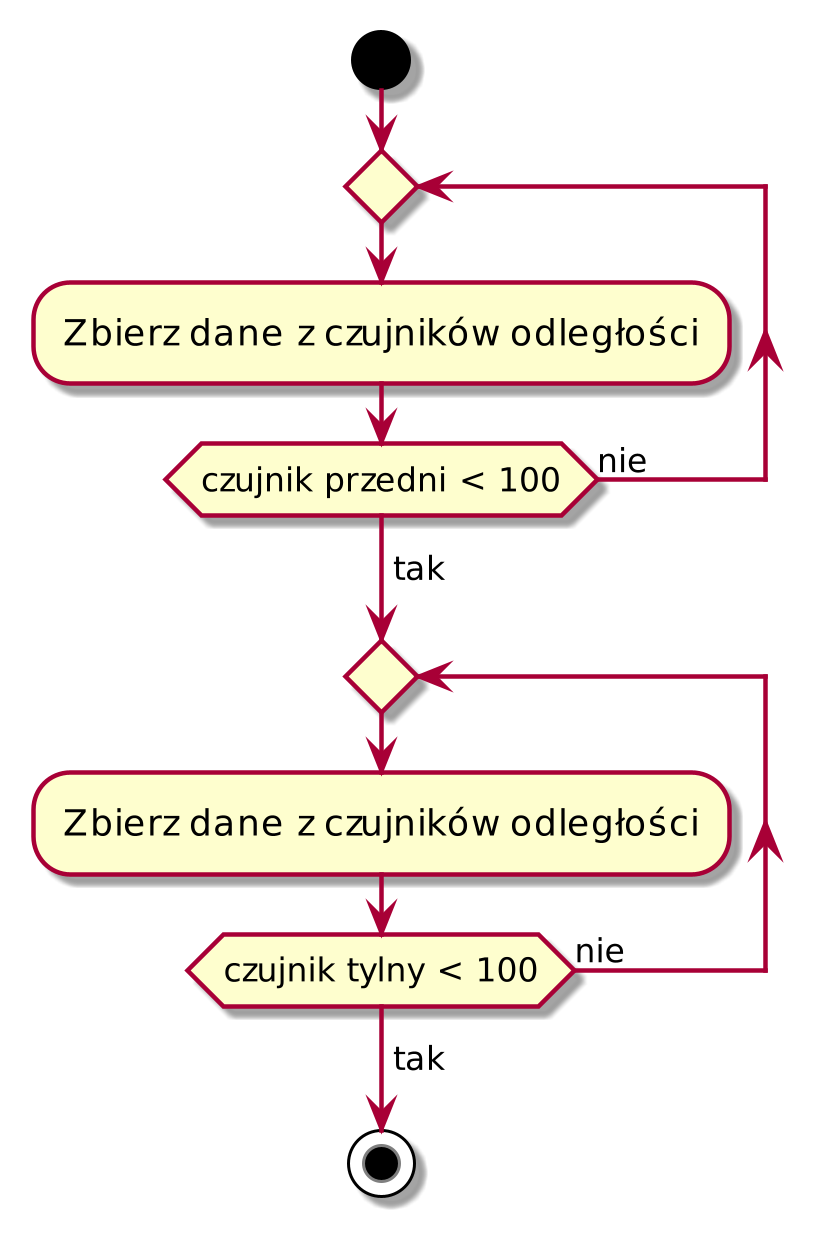 Zbierz dane z czujników odległości
czujnik przedni < 100
nie
tak
Zbierz dane z czujników odległości
czujnik tylny < 100
nie
tak